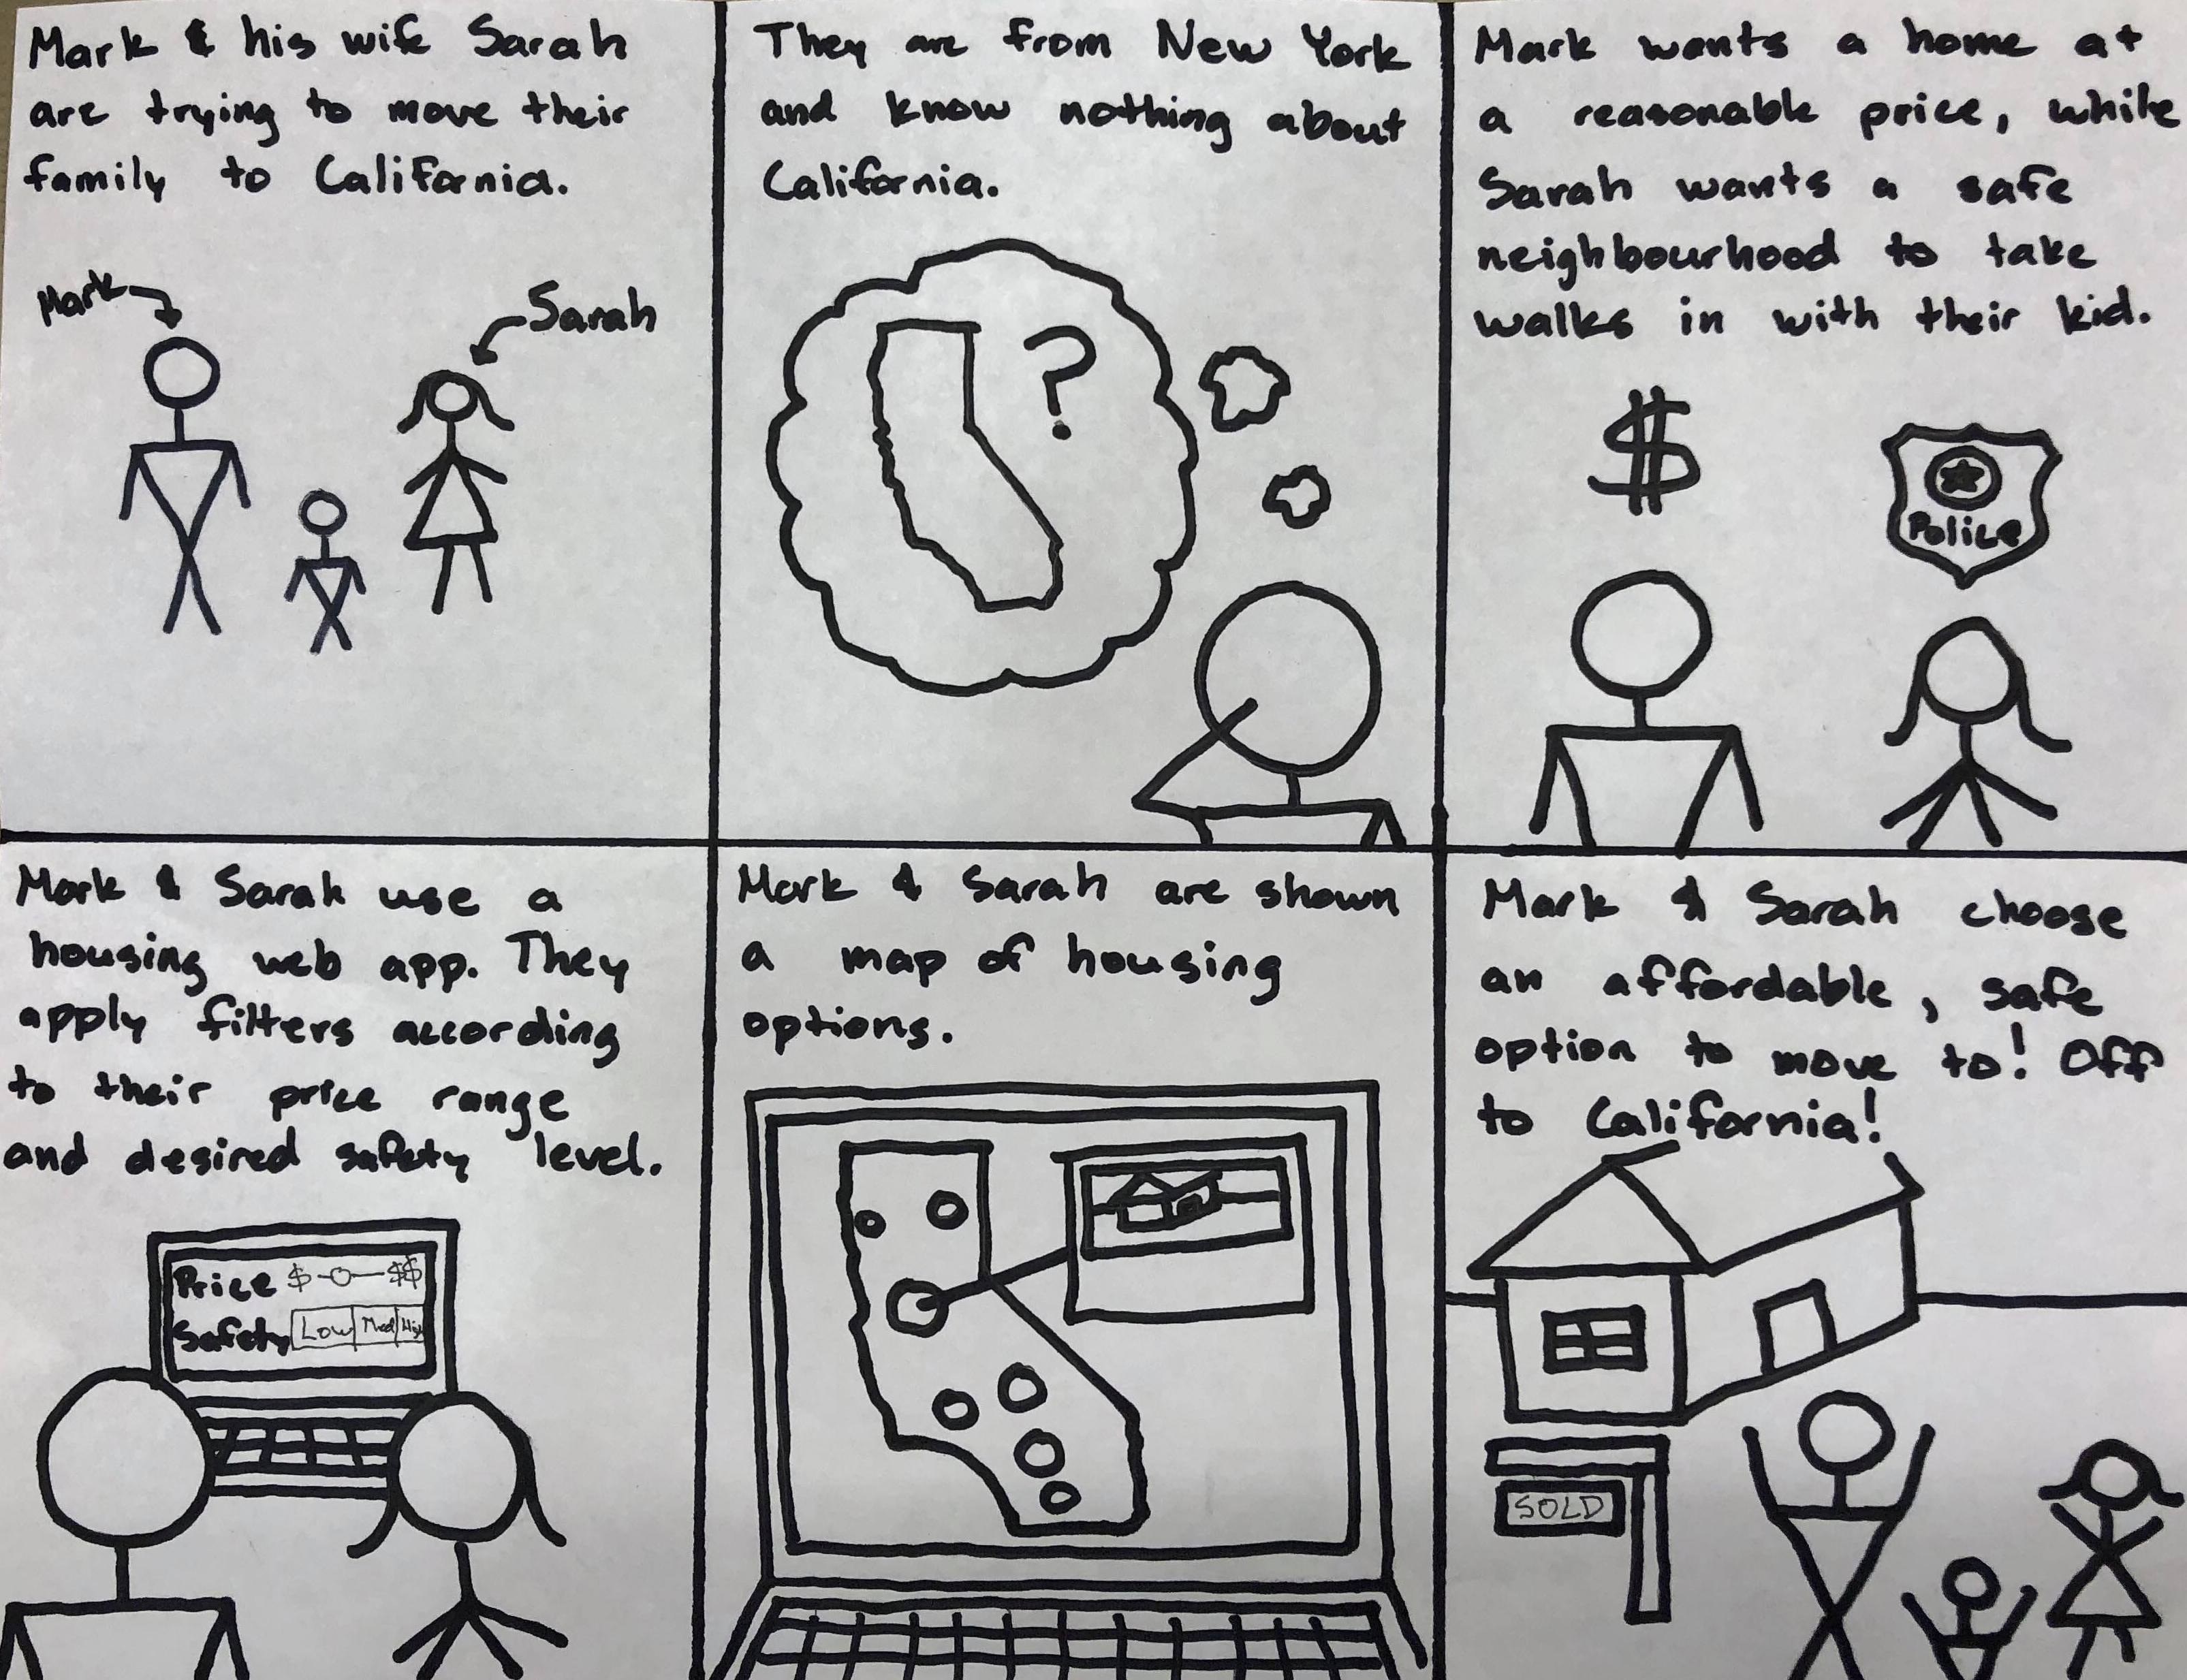 Mark & his wife Sarah
are trying to move their
family to California.
Mark
Sarah
They are from New York
and know nothing about
California.
?
Mark wants a home at
a reasonable price, while
Sarah wants a safe
neighbourhood to take
walks in with their kid.
$
Police
Mark & Sarah use a
housing web app. They
apply filters according
to their price range
and desired safety level.
Price $ $$
Safety Low Med High
Mark & Sarah are shown
a map of housing
options.
Mark & Sarah choose
an affordable, safe
option to move to! Off
to California!
SOLD